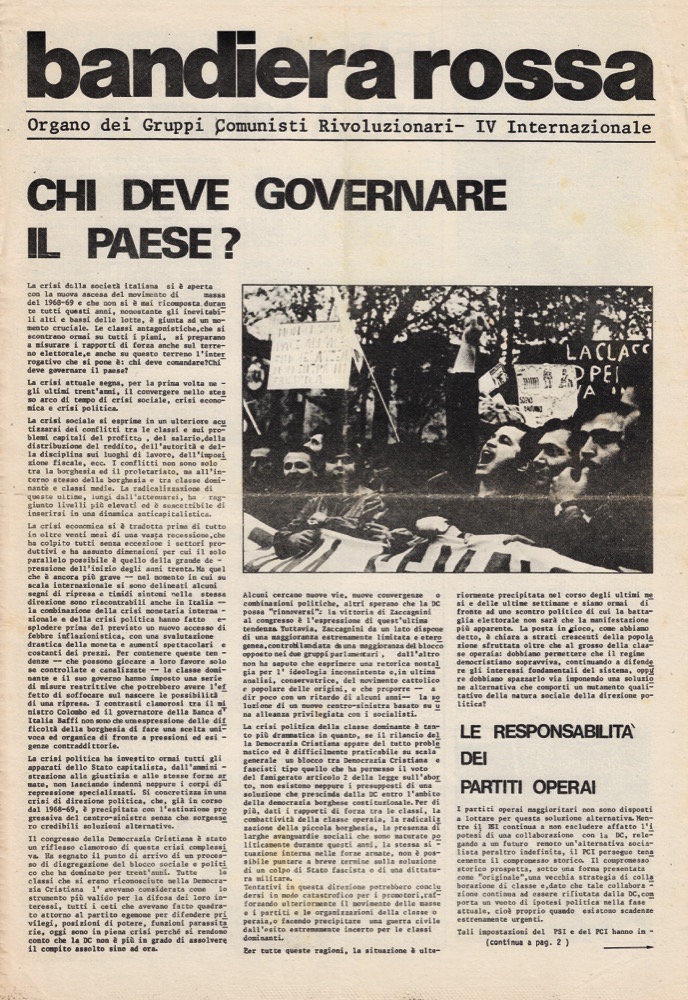 bandiera rossa
Organo dei Gruppi Comunisti Rivoluzionari- IV Internazionale
CHI DEVE GOVERNARE
IL PAESE?
La crisi della società italiana si è aperta
con la nuova ascesa del movimento di massa
del 1968-69 e che non si è mai ricomposta duran
te tutti questi anni, nonostante gli inevitabi-
li alti e bassi delle lotte, è giunta ad un mo-
mento cruciale. Le classi antagonistiche,che si
scontrano ormai su tutti i piani, si preparano
a misurare i rapporti di forza anche sul terre-
no elettorale,e anche su questo terreno l'inter
rogativo che si pone è: chi deve comandare?Chi
deve governare il paese?
La crisi attuale segna, per la prima volta ne -
gli ultimi trent'anni, il convergere nello stes
so arco di tempo di crisi sociale, crisi econo-
mica e crisi politica.
La crisi sociale si esprime in un ulteriore acu
tizzarsi dei conflitti tra le classi e sui pro-
blemi capitali del profitto , del salario,della
distribuzione del reddito, dell'autorità e del-
la disciplina sui luoghi di lavoro, dell'imposi
zione fiscale, ecc. I conflitti non sono solo
tra la borghesia ed il proletariato, ma all'in-
terno stesso della borghesia e tra classe domi-
nante e classi medie. La radicalizzazione di
queste ultime, lungi dall'attenuarsi, ha rag-
giunto livelli più elevati ed è suscettibile di
inserirsi in una dinamica anticapitalistica.
La crisi economica si è tradotta prima di tutto
in oltre venti mesi di una vasta recessione,che
ha colpito tutti senza eccezione i settori pro-
duttivi e ha assunto dimensioni per cui il solo
parallelo possibile è quello della grande de -
pressione dell'inizio degli anni trenta.Ma quel
che è ancora più grave -- nel momento in cui su
scala internazionale si sono delineati alcuni
segni di ripresa e timidi sintomi nella stessa
direzione sono riscontrabili anche in Italia --
la combinazione della crisi monetaria interna -
zionale e della crisi politica hanno fatto e-
splodere prima del previsto un nuovo accesso di
febbre inflazionistica, con una svalutazione
drastica della moneta e aumenti spettacolari e
costanti dei prezzi. Per contenere queste ten -
denze -- che possono giocare a loro favore solo
se controllate e canalizzate -- le classe domi-
nante e il suo governo hanno imposto una serie
di misure restrittive che potrebbero avere l'ef
fetto di soffocare sul nascere le possibilità
di una ripresa. I contrasti clamorosi tra il mi
nistro Colombo ed il governatore della Banca d'
Italia Baffi non sono che una espressione delle dif
ficoltà della borghesia di fare una scelta uni-
voca ed organica di fronte a pressioni ed esi -
genze contraddittorie.
La crisi politica ha investito ormai tutti gli
apparati dello Stato capitalista, dall'ammini -
strazione alla giustizia e alle stesse forze ar
mate, non lasciando indenni neppure i corpi di
repressione specializzati. Si concretizza in una
crisi di direzione politica, che, già in corso
dal 1968-69, è precipitata con l'estinzione pro
gressiva del centro-sinistra senza che sorgesse
ro credibili soluzioni alternative.
Il congresso della Democrazia Cristiana è stato
un riflesso clamoroso di questa crisi complessi
va. Ha segnato il punto di arrivo di un proces-
so di disgregazione del blocco sociale e politi
co che ha dominato per trent'anni. Tutte le
classi che si erano riconosciute nella Democra-
zia Cristiana l' avevano considerata come lo
strumento più valido per la difesa dei loro in-
teressi, tutti i ceti che avevano fatto quadra-
to attorno al partito egemone per difendere pri
vilegi, posizioni di potere, funzioni parassita
rie, oggi sono in piena crisi perché si rendono
conto che la DC non è più in grado di assolvere
il compito assolto sino ad ora.
LA CLASS
Alcuni cercano nuove vie, nuove convergenze o
combinazioni politiche, altri sperano che la DC
possa "rinnovarsi": la vittoria di Zaccagnini
al congresso è l'espressione di quest'ultima
tendenza. Tuttavia, Zaccagnini da un lato dispone
di una maggioranza estremamente limitata e etero
genea, controbilanciata da una maggioranza del blocco
opposto nei due gruppi parlamentari , dall'altro
non ha saputo che esprimere una retorica nostal
gia per l' ideologia inconsistente e,in ultima
analisi, conservatrice, del movimento cattolico
e popolare delle origini, e che proporre -- a
dir poco con un ritardo di alcuni anni-- la so
luzione di un nuovo centro-sinistra basato su u
na alleanza privilegiata con i socialisti.
La crisi politica della classe dominante è tan-
to più drammatica in quanto, se il rilancio del
la Democrazia Cristiana appare del tutto proble
matico ed è difficilmente praticabile su scala
generale un blocco tra Democrazia Cristiana e
fascisti tipo quello che ha permesso il voto
del famigerato articolo 2 della legge sull'abor
to, non esistono neppure i presupposti di una
soluzione che prescinda dalla DC entro l'ambito
della democrazia borghese costituzionale.Per di
più, dati i rapporti di forza tra le classi, la
combattività della classe operaia, la radicaliz
zazione della piccola borghesia, la presenza di
larghe avanguardie sociali che sono maturate po
liticamente durante questi anni, la stessa si -
tuazione interna nelle forze armate, non è pos-
sibile puntare a breve termine sulla soluzione
di un colpo di Stato fascista o di una dittatu-
ra militare.
Tentativi in questa direzione potrebbero conclu
dersi in modo catastrofico per i promotori,raf-
forzando ulteriormente il movimento delle masse
e i partiti e le organizzazioni della classe o
peraia,o facendo precipitare una guerra civile
dall'esito estremamente incerto per le classi
dominanti.
Per tutte queste ragioni, la situazione è ulte-
riormente precipitata nel corso degli ultimi me
si e delle ultime settimane e siamo ormai di
fronte ad uno scontro politico di cui la batta-
glia elettorale non sarà che la manifestazione
più apparente. La posta in gioco, come abbiamo
detto, è chiara a strati crescenti della popola
zione sfruttata oltre che al grosso della clas-
se operaia: dobbiamo permettere che il regime
democristiano sopravviva, continuando a difende
re gli interessi fondamentali del sistema, oppu
re dobbiamo spazzarlo via imponendo una soluzio
ne alternativa che comporti un mutamento quali-
tativo della natura sociale della direzione po-
litica?
LE RESPONSABILITA'
DEI
PARTITI OPERAI
I partiti operai maggioritari non sono disposti
a lottare per questa soluzione alternativa.Men-
tre il PSI continua a non escludere affatto l'i
potesi di una collaborazione con la DC, rele-
gando a un futuro remoto un'alternativa socia-
lista peraltro indefinita, il PCI persegue tena
cemente il compromesso storico. Il compromesso
storico prospetta, sotto una forma presentata
come "originale",una vecchia strategia di colla
borazione di classe e,dato che tale collabora -
zione continua ad essere rifiutata dalla DC,com
porta un vuoto di ipotesi politica nella fase
attuale, cioè proprio quando esistono scadenze
estremamente urgenti.
Tali impostazioni del PSI e del PCI hanno in -
(continua a pag. 2 )